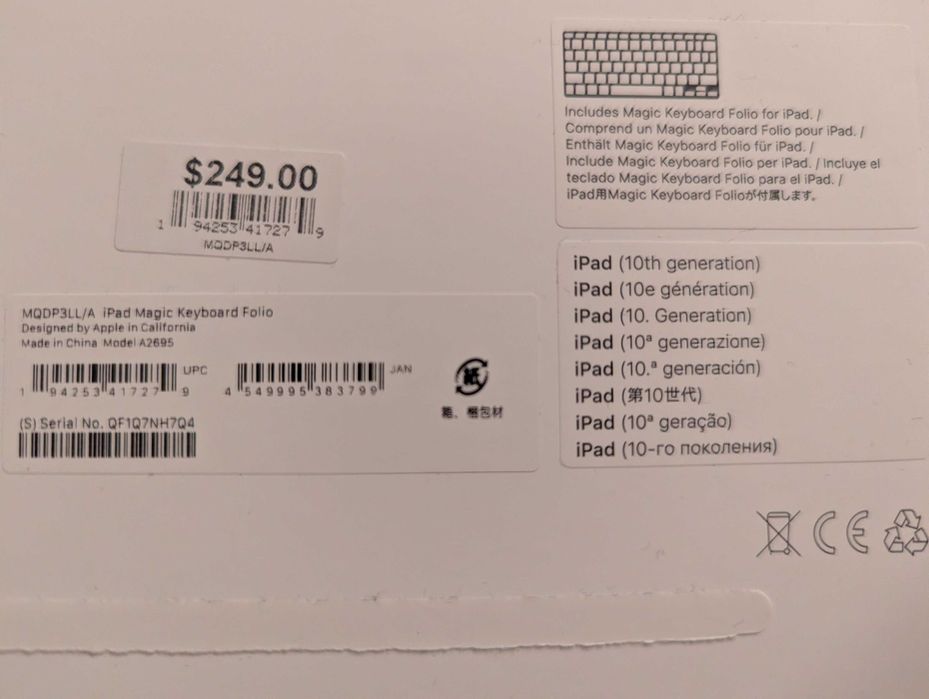 Includes Magic Keyboard Folio for iPad. /
Comprend un Magic Keyboard Folio pour iPad. /
Enthält Magic Keyboard Folio für iPad. /
Include Magic Keyboard Folio per iPad. / Incluye el
teclado Magic Keyboard Folio para el iPad. /
iPad用Magic Keyboard Folioが付属します。
$249.00
1 94253 41727 9
MQDP3LL/A
iPad (10th generation)
iPad (10e génération)
iPad (10. Generation)
iPad (10ª generazione)
iPad (10.ª generación)
iPad (第10世代)
iPad (10ª geração)
iPad (10-го поколения)
MQDP3LL/A iPad Magic Keyboard Folio
Designed by Apple in California
Made in China Model A2695
UPC
1 94253 41727 9
JAN
4 549995 383799
紙
箱、梱包材
(S) Serial No. QF1Q7NH7Q4
CE